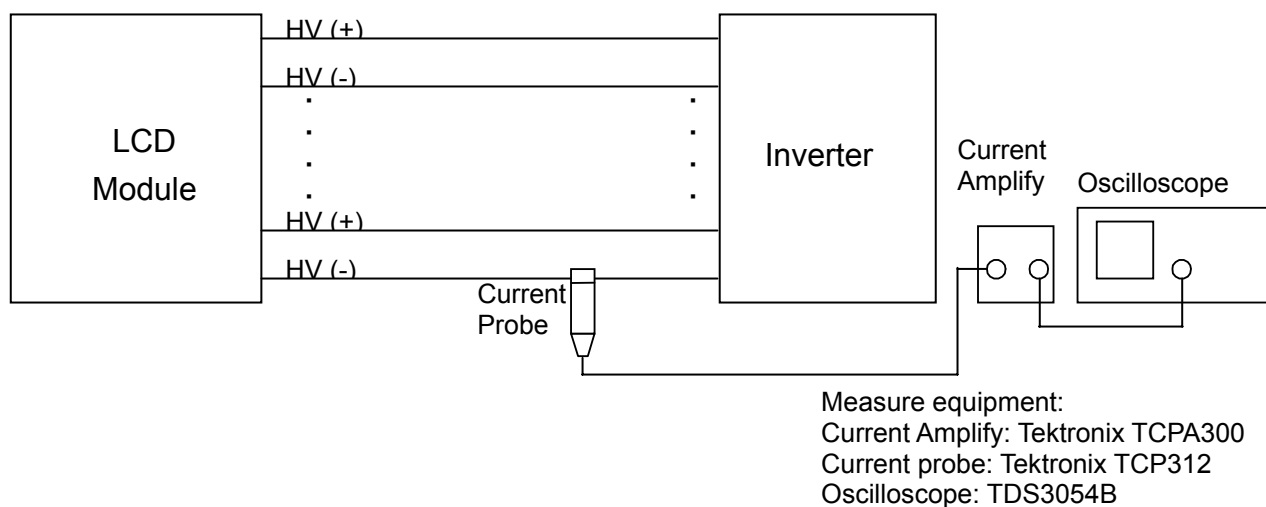 HV (+)
HV (-)
LCD
Module
Inverter
HV (+)
HV (-)
Current
Probe
Current
Amplify
Oscilloscope
Measure equipment:
Current Amplify: Tektronix TCPA300
Current probe: Tektronix TCP312
Oscilloscope: TDS3054B